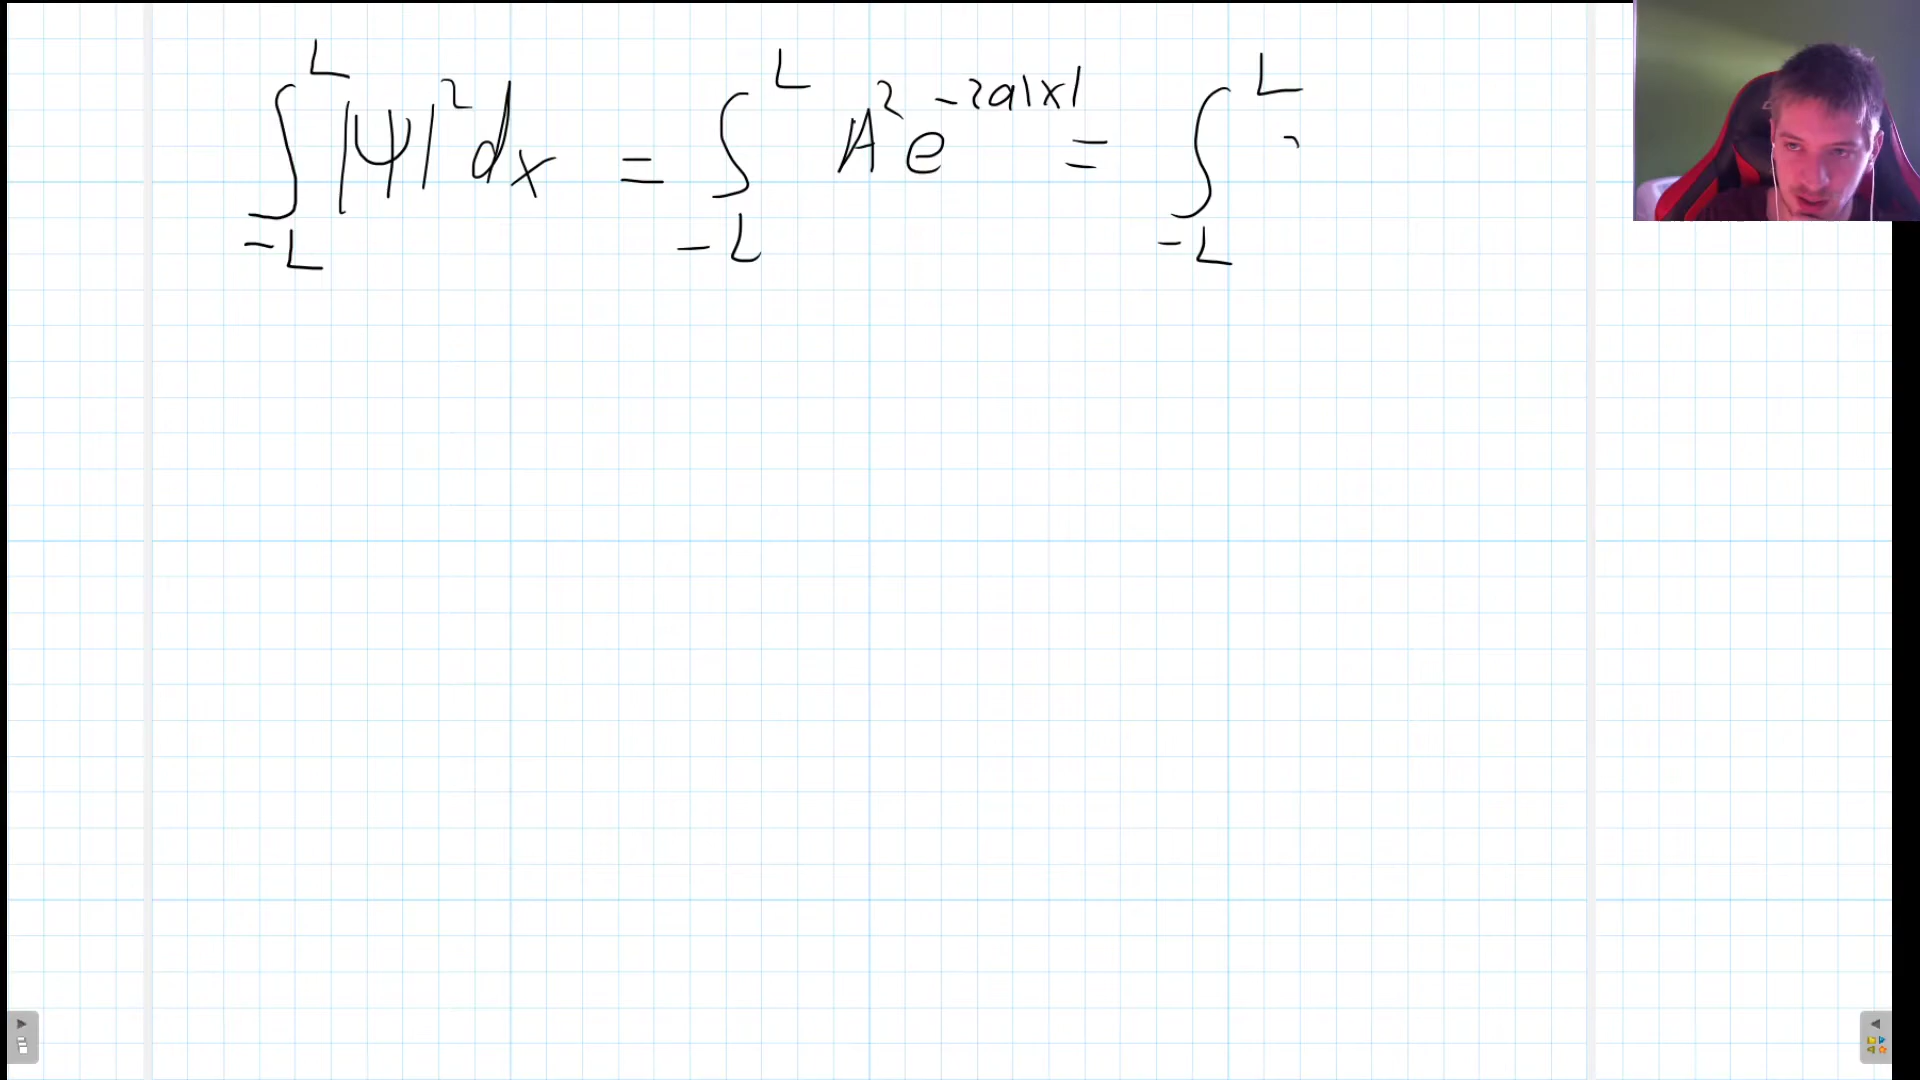 ∫_{-L}^{L} |Ψ|² dx = ∫_{-L}^{L} A² e^{-2a|x|} = ∫_{-L}^{L}